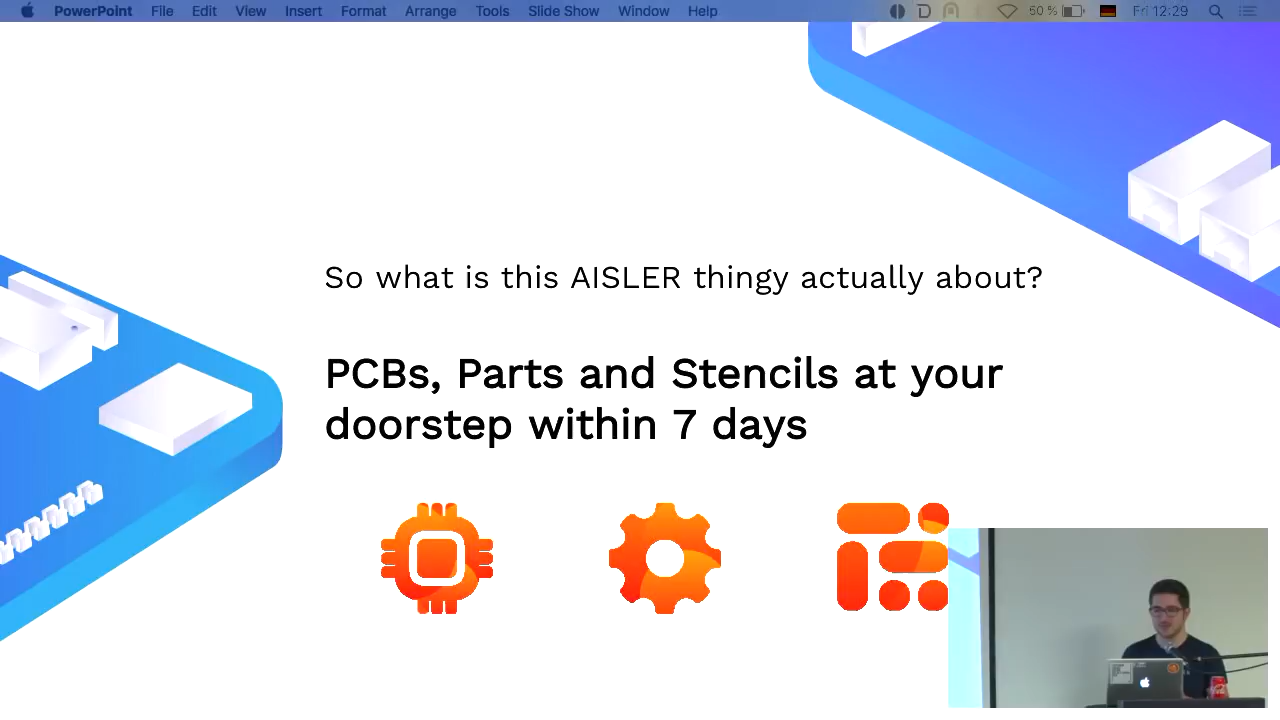 PowerPoint File Edit View Insert Format Arrange Tools Slide Show Window Help 60 % Fri 12:29
So what is this AISLER thingy actually about?
PCBs, Parts and Stencils at your
doorstep within 7 days